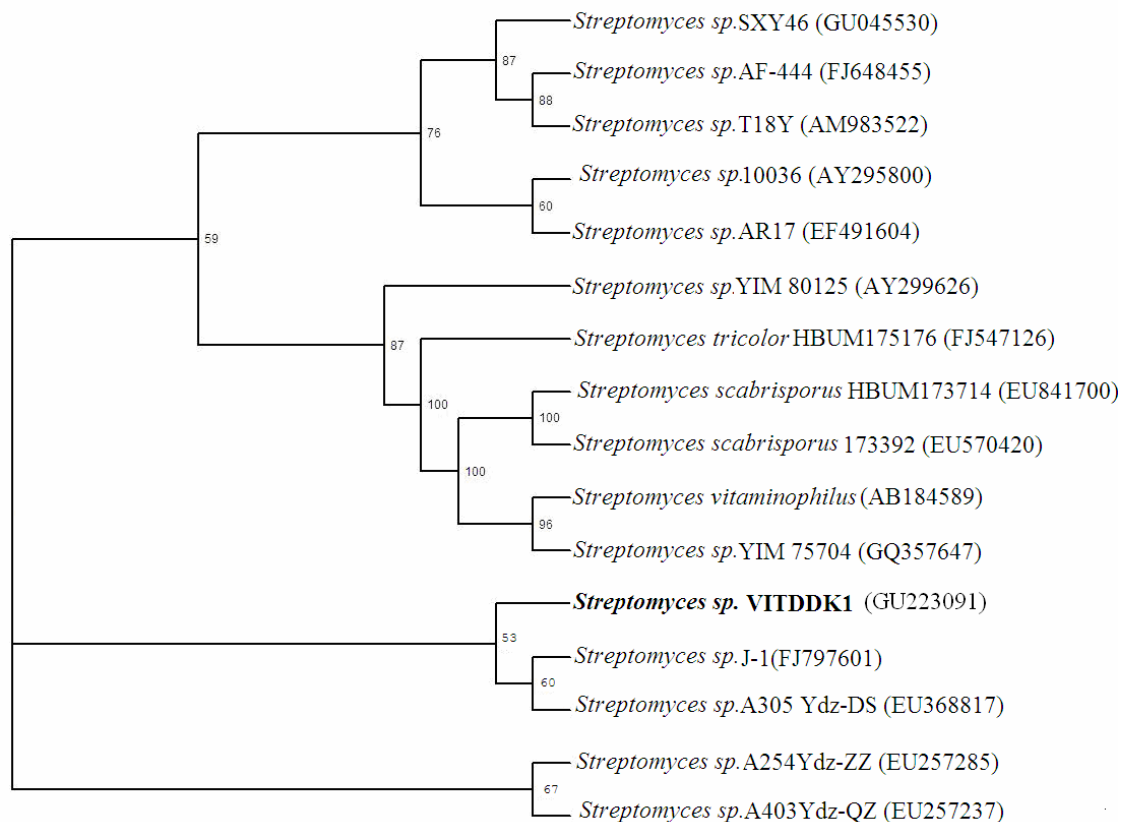 Streptomyces sp.SXY46 (GU045530)
87
Streptomyces sp.AF-444 (FJ648455)
88
Streptomyces sp.T18Y (AM983522)
76
Streptomyces sp.10036 (AY295800)
60
Streptomyces sp.AR17 (EF491604)
59
Streptomyces sp.YIM 80125 (AY299626)
87
Streptomyces tricolor HBUM175176 (FJ547126)
100
Streptomyces scabrisporus HBUM173714 (EU841700)
100
Streptomyces scabrisporus 173392 (EU570420)
100
Streptomyces vitaminophilus (AB184589)
96
Streptomyces sp.YIM 75704 (GQ357647)
Streptomyces sp. VITDDK1 (GU223091)
53
Streptomyces sp.J-1(FJ797601)
60
Streptomyces sp.A305 Ydz-DS (EU368817)
Streptomyces sp.A254Ydz-ZZ (EU257285)
67
Streptomyces sp.A403Ydz-QZ (EU257237)